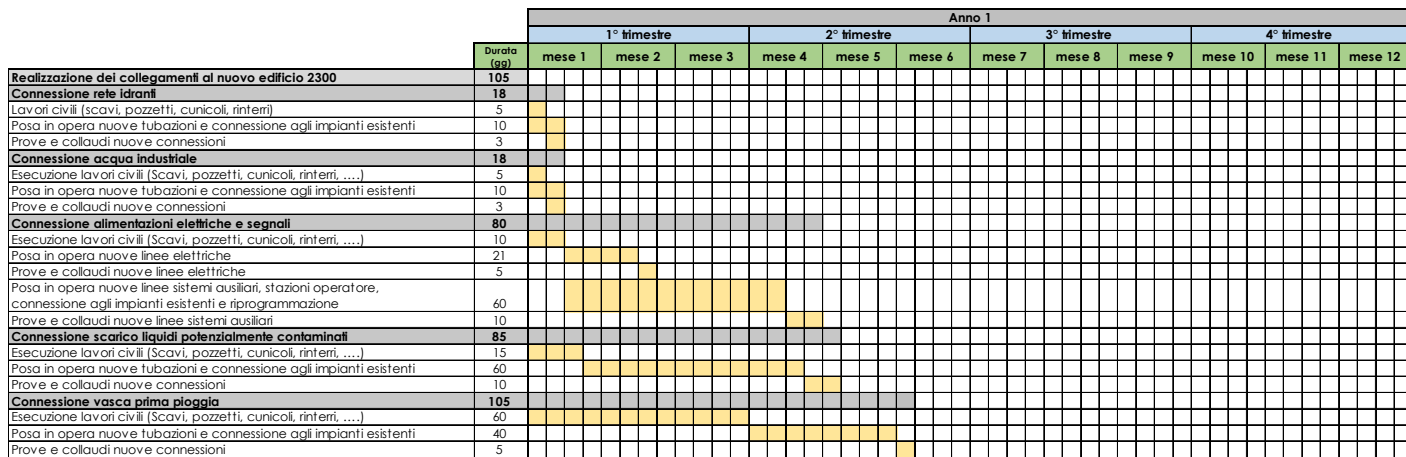 Anno 1
1° trimestre 2° trimestre 3° trimestre 4° trimestre
Durata (gg) mese 1 mese 2 mese 3 mese 4 mese 5 mese 6 mese 7 mese 8 mese 9 mese 10 mese 11 mese 12
Realizzazione dei collegamenti al nuovo edificio 2300 105
Connessione rete idranti 18
Lavori civili (scavi, pozzetti, cunicoli, rinterri) 5
Posa in opera nuove tubazioni e connessione agli impianti esistenti 10
Prove e collaudi nuove connessioni 3
Connessione acqua industriale 18
Esecuzione lavori civili (Scavi, pozzetti, cunicoli, rinterri, ....) 5
Posa in opera nuove tubazioni e connessione agli impianti esistenti 10
Prove e collaudi nuove connessioni 3
Connessione alimentazioni elettriche e segnali 80
Esecuzione lavori civili (Scavi, pozzetti, cunicoli, rinterri, ....) 10
Posa in opera nuove linee elettriche 21
Prove e collaudi nuove linee elettriche 5
Posa in opera nuove linee sistemi ausiliari, stazioni operatore,
connessione agli impianti esistenti e riprogrammazione 60
Prove e collaudi nuove linee sistemi ausiliari 10
Connessione scarico liquidi potenzialmente contaminati 85
Esecuzione lavori civili (Scavi, pozzetti, cunicoli, rinterri, ....) 15
Posa in opera nuove tubazioni e connessione agli impianti esistenti 60
Prove e collaudi nuove connessioni 10
Connessione vasca prima pioggia 105
Esecuzione lavori civili (Scavi, pozzetti, cunicoli, rinterri, ....) 60
Posa in opera nuove tubazioni e connessione agli impianti esistenti 40
Prove e collaudi nuove connessioni 5